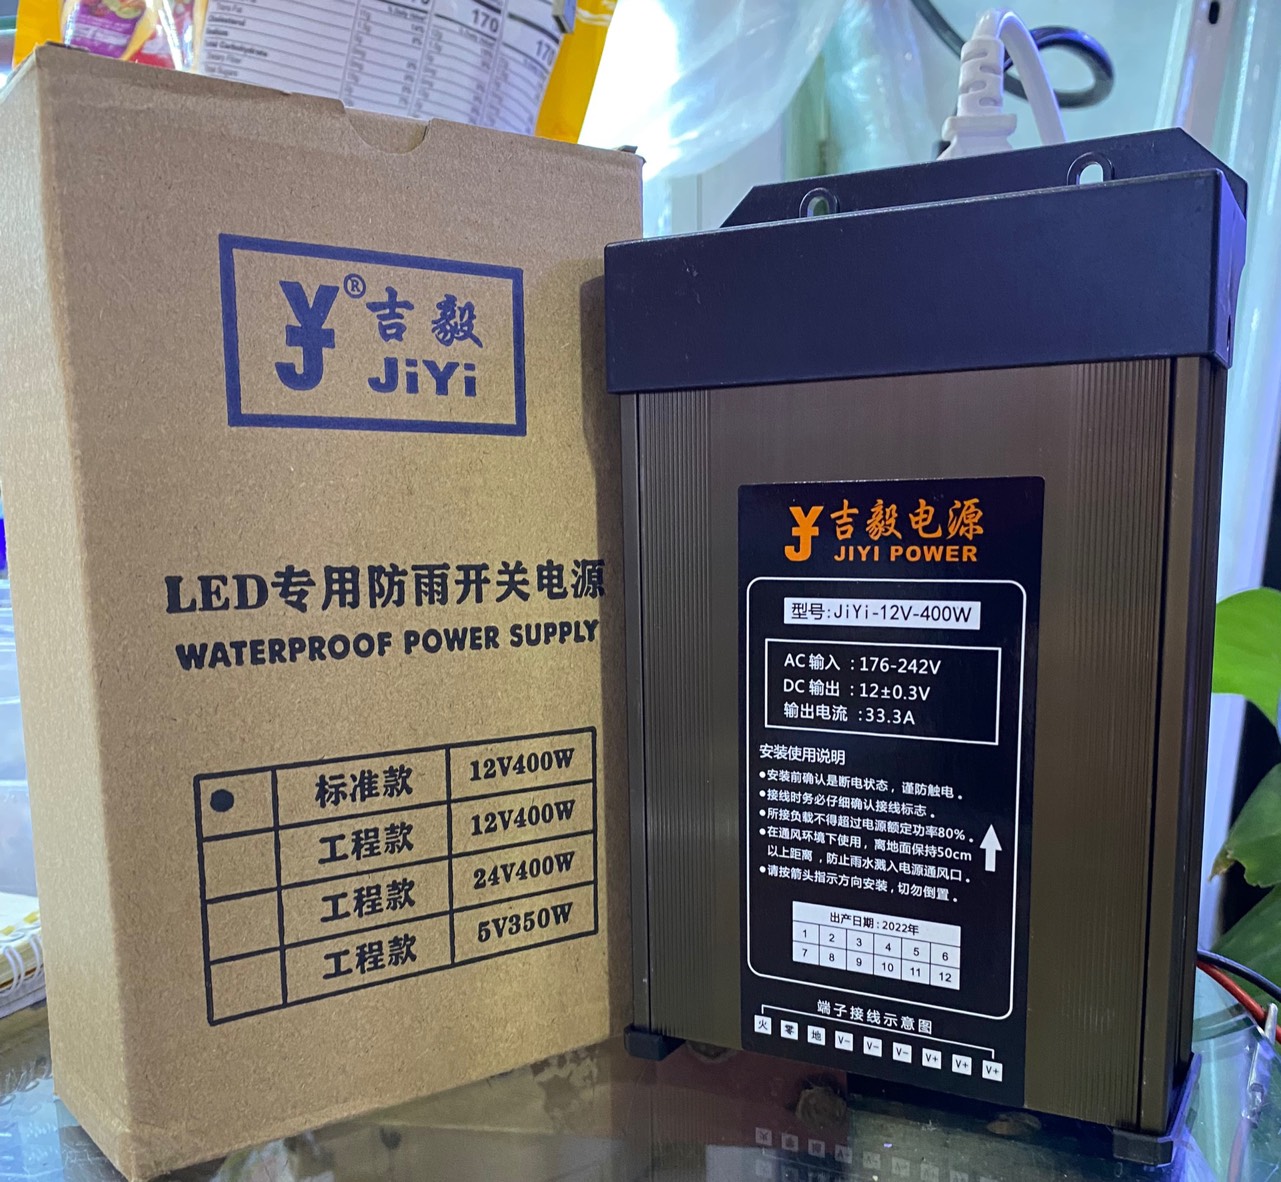 170
170
®
吉毅
JiYi
LED专用防雨开关电源
WATERPROOF POWER SUPPLY
标准款 12V400W
工程款 12V400W
工程款 24V400W
工程款 5V350W
吉毅电源
JIYI POWER
型号:JiYi-12V-400W
AC输入 :176-242V
DC输出 :12±0.3V
输出电流 :33.3A
安装使用说明
•安装前确认是断电状态，谨防触电。
•接线时务必仔细确认接线标志。
•所接负载不得超过电源额定功率80%。
•在通风环境下使用，离地面保持50cm
以上距离，防止雨水溅入电源通风口。
•请按箭头指示方向安装，切勿倒置。
出产日期:2022年
1 2 3 4 5 6
7 8 9 10 11 12
端子接线示意图
火 零 地 V- V- V- V+ V+ V+